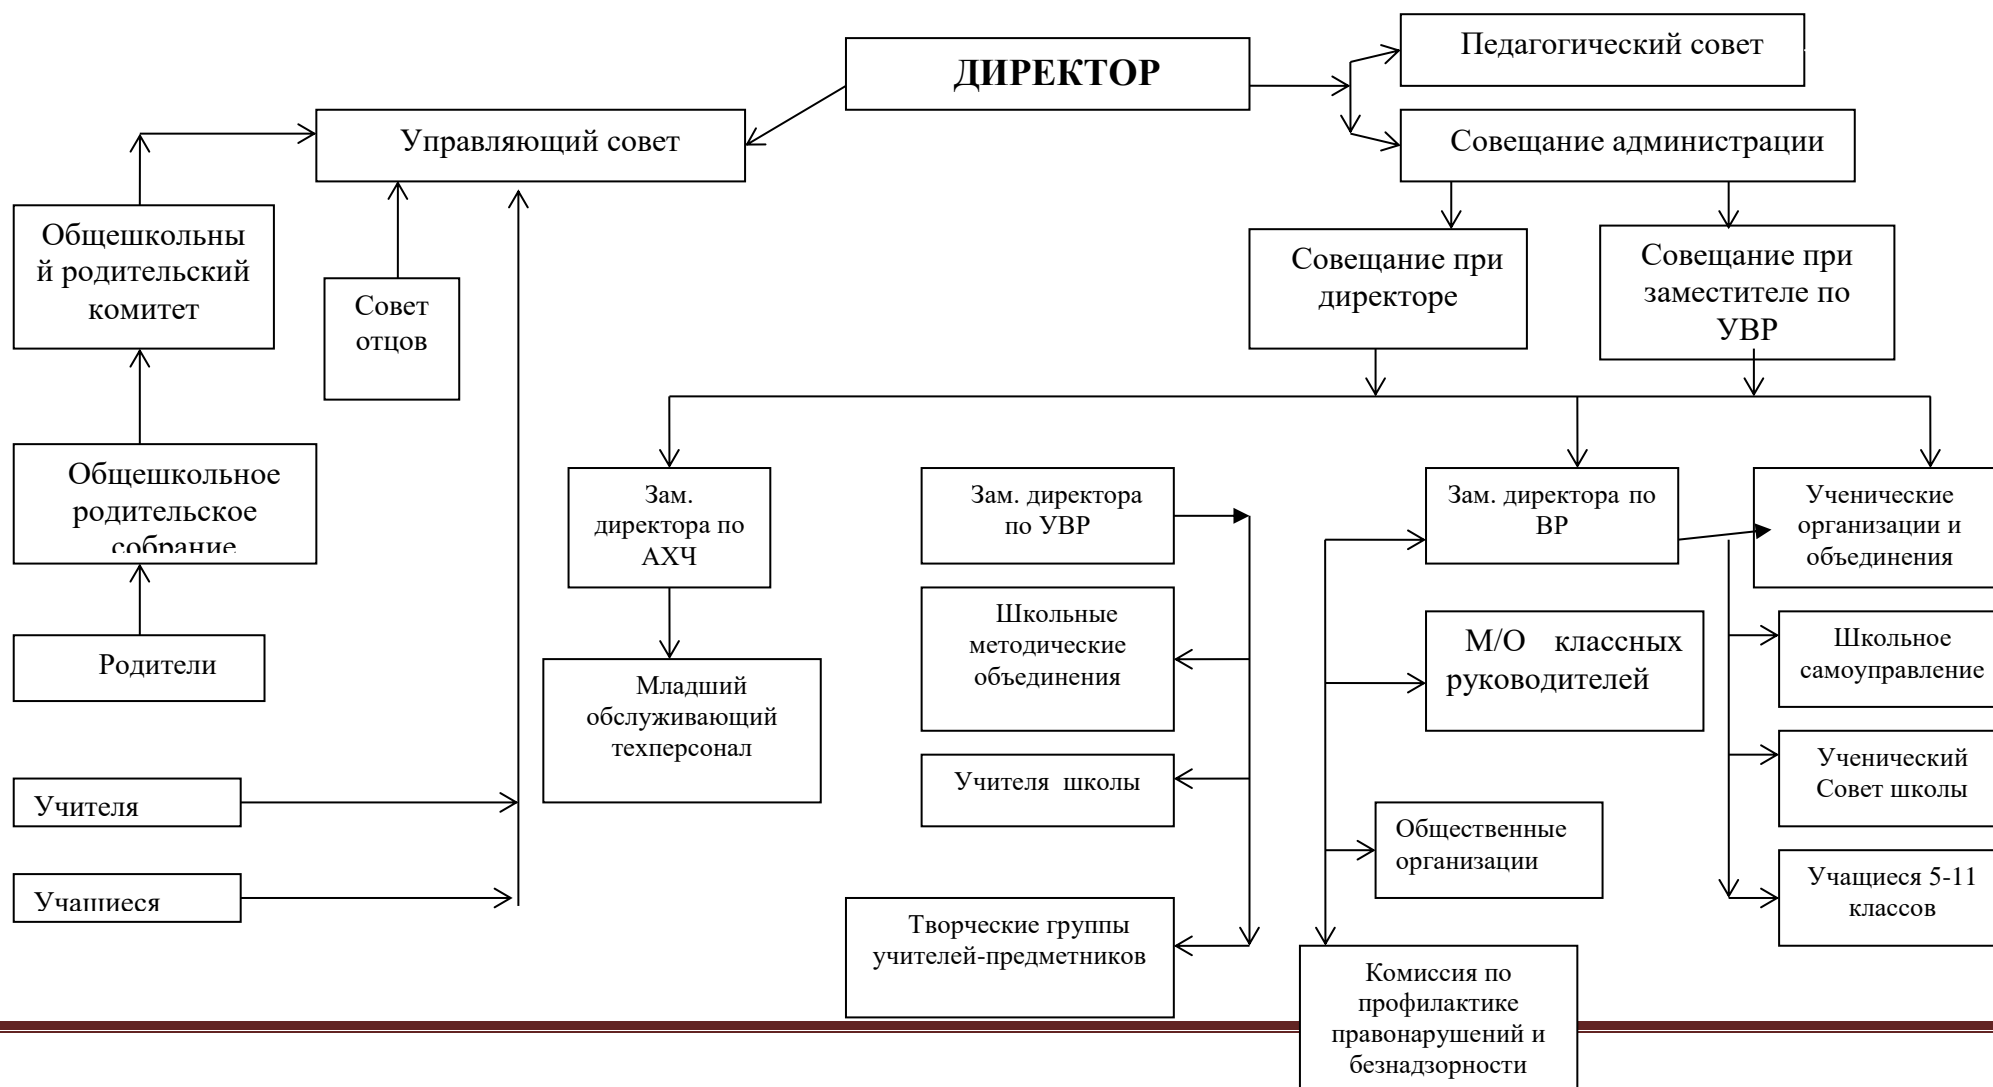 ДИРЕКТОР
Педагогический совет
Управляющий совет
Совещание администрации
Общешкольны
й родительский
комитет
Совет
отцов
Совещание при
директоре
Совещание при
заместителе по
УВР
Общешкольное
родительское
собрание
Зам.
директора по
АХЧ
Зам. директора
по УВР
Зам. директора по
ВР
Ученические
организации и
объединения
Родители
Младший
обслуживающий
техперсонал
Школьные
методические
объединения
М/О классных
руководителей
Школьное
самоуправление
Учителя
Учителя школы
Ученический
Совет школы
Общественные
организации
Учащиеся
Учащиеся 5-11
классов
Творческие группы
учителей-предметников
Комиссия по
профилактике
правонарушений и
безнадзорности